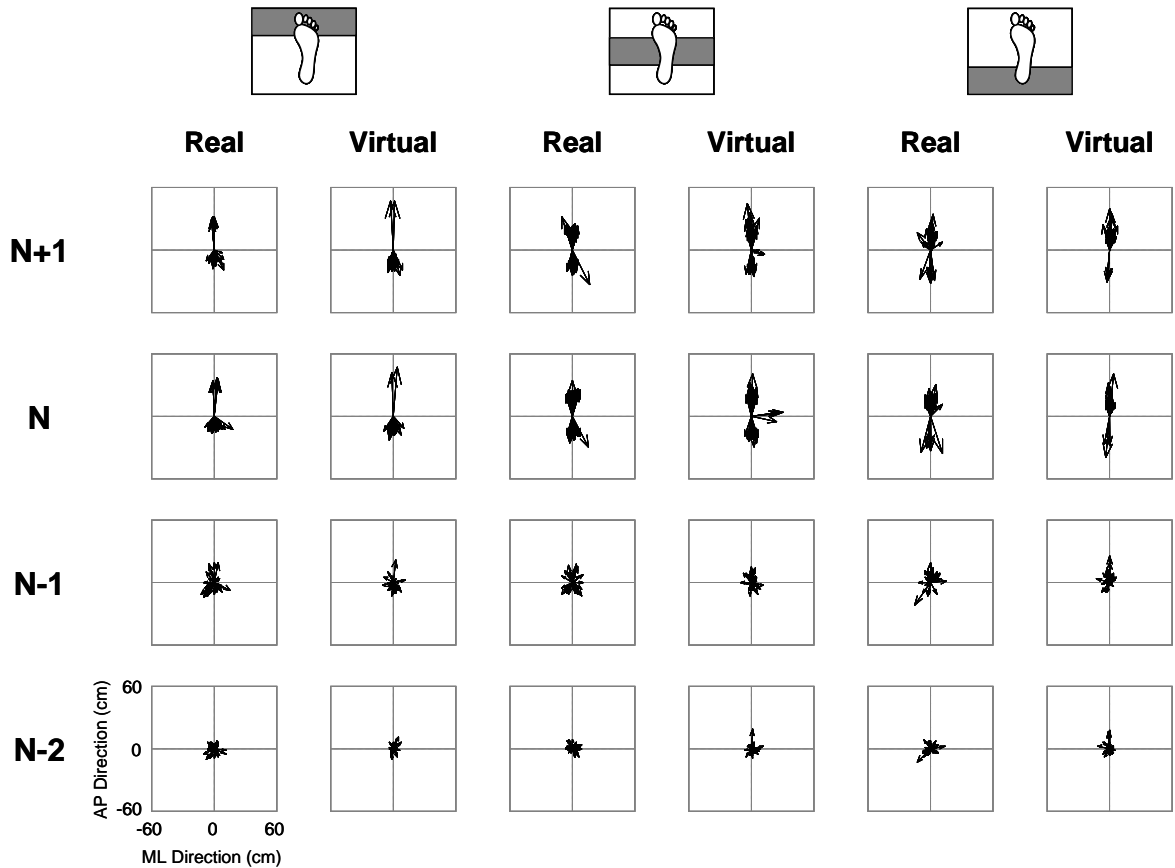 Real Virtual Real Virtual Real Virtual
N+1
N
N-1
N-2
AP Direction (cm)
60
0
-60
-60 0 60
ML Direction (cm)